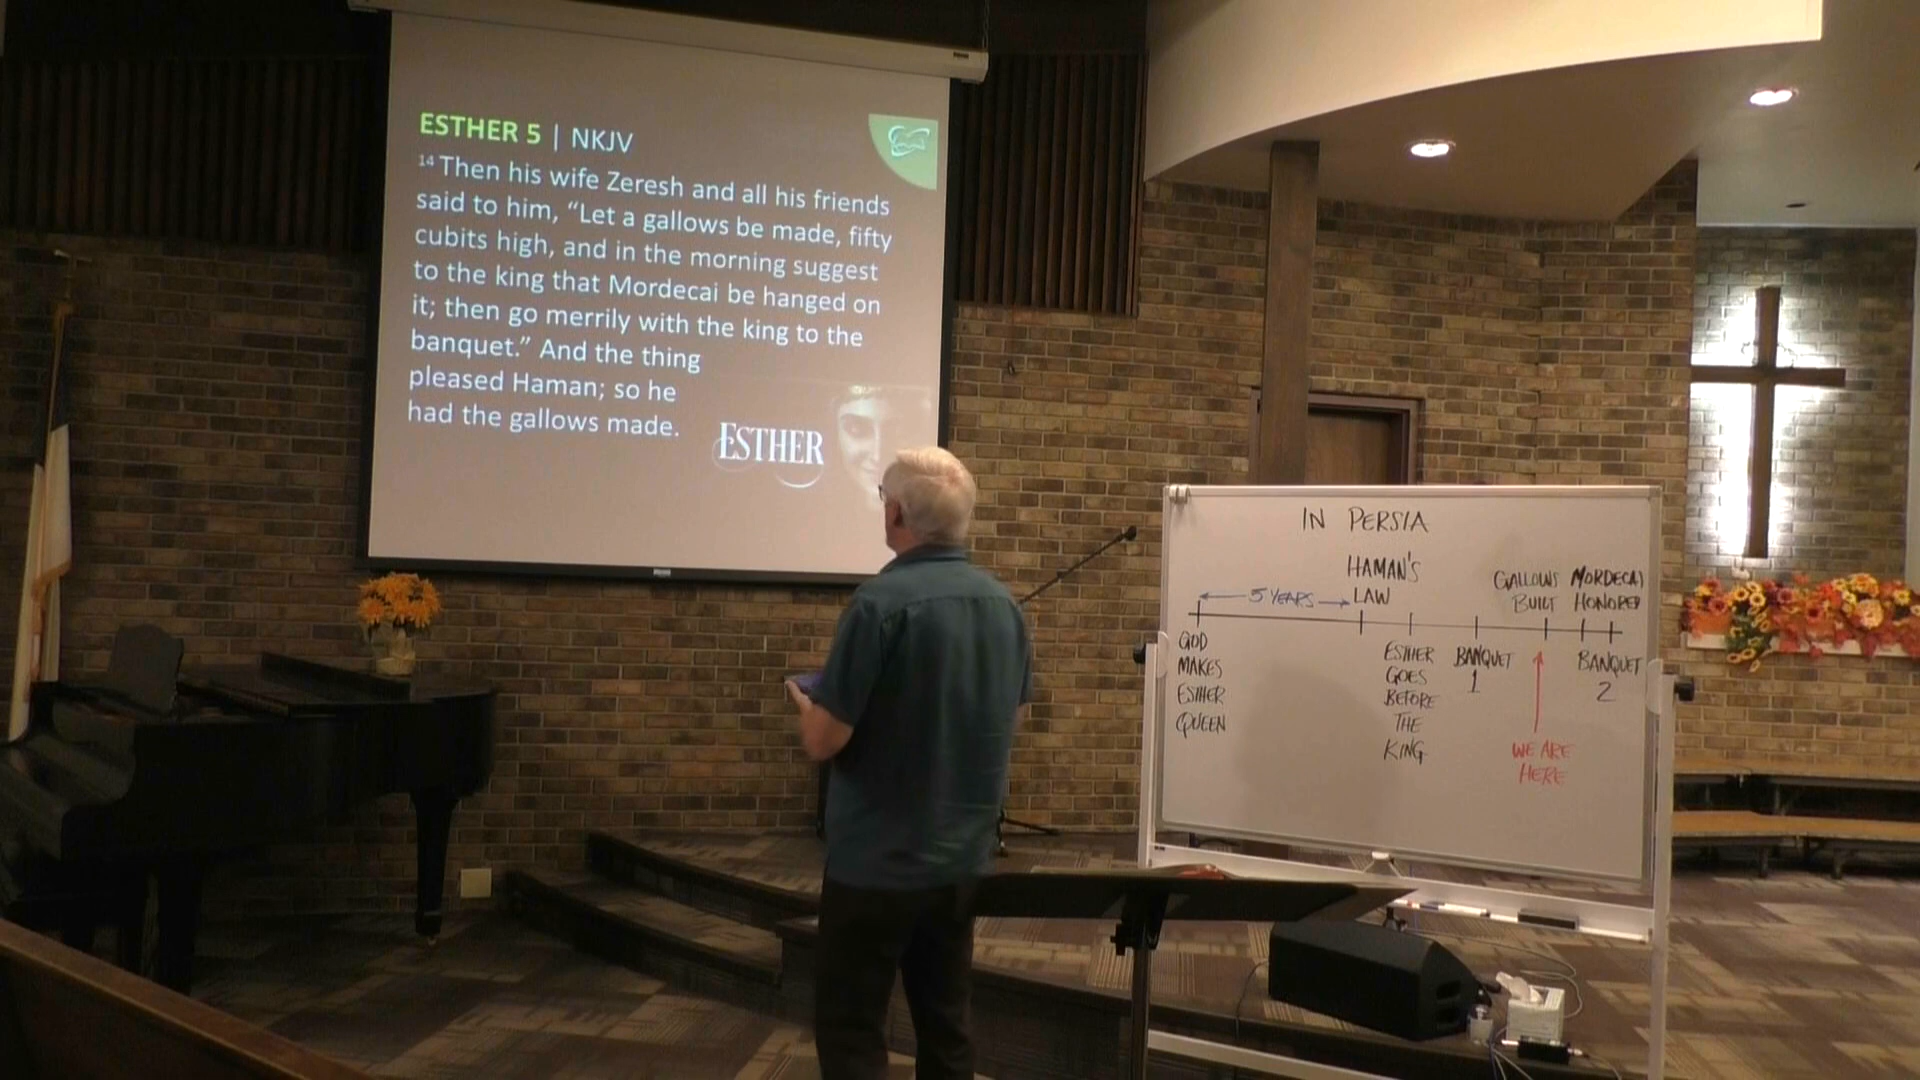 ESTHER 5 | NKJV
14 Then his wife Zeresh and all his friends
said to him, “Let a gallows be made, fifty
cubits high, and in the morning suggest
to the king that Mordecai be hanged on
it; then go merrily with the king to the
banquet.” And the thing
pleased Haman; so he
had the gallows made.
ESTHER
IN PERSIA
HAMAN'S
LAW
5 YEARS
GALLOWS
BUILT
MORDECAI
HONORED
GOD
MAKES
ESTHER
QUEEN
ESTHER
GOES
BEFORE
THE
KING
BANQUET
1
BANQUET
2
WE ARE
HERE